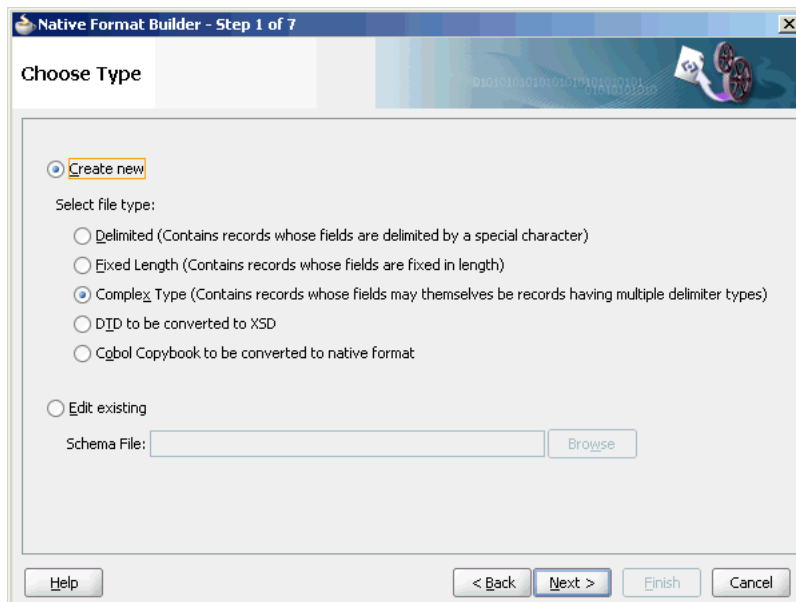 Native Format Builder - Step 1 of 7
Choose Type
010101010101010101010101
01010101010
Create new
Select file type:
Delimited (Contains records whose fields are delimited by a special character)
Fixed Length (Contains records whose fields are fixed in length)
Complex Type (Contains records whose fields may themselves be records having multiple delimiter types)
DTD to be converted to XSD
Cobol Copybook to be converted to native format
Edit existing
Schema File: Browse
Help < Back Next > Finish Cancel